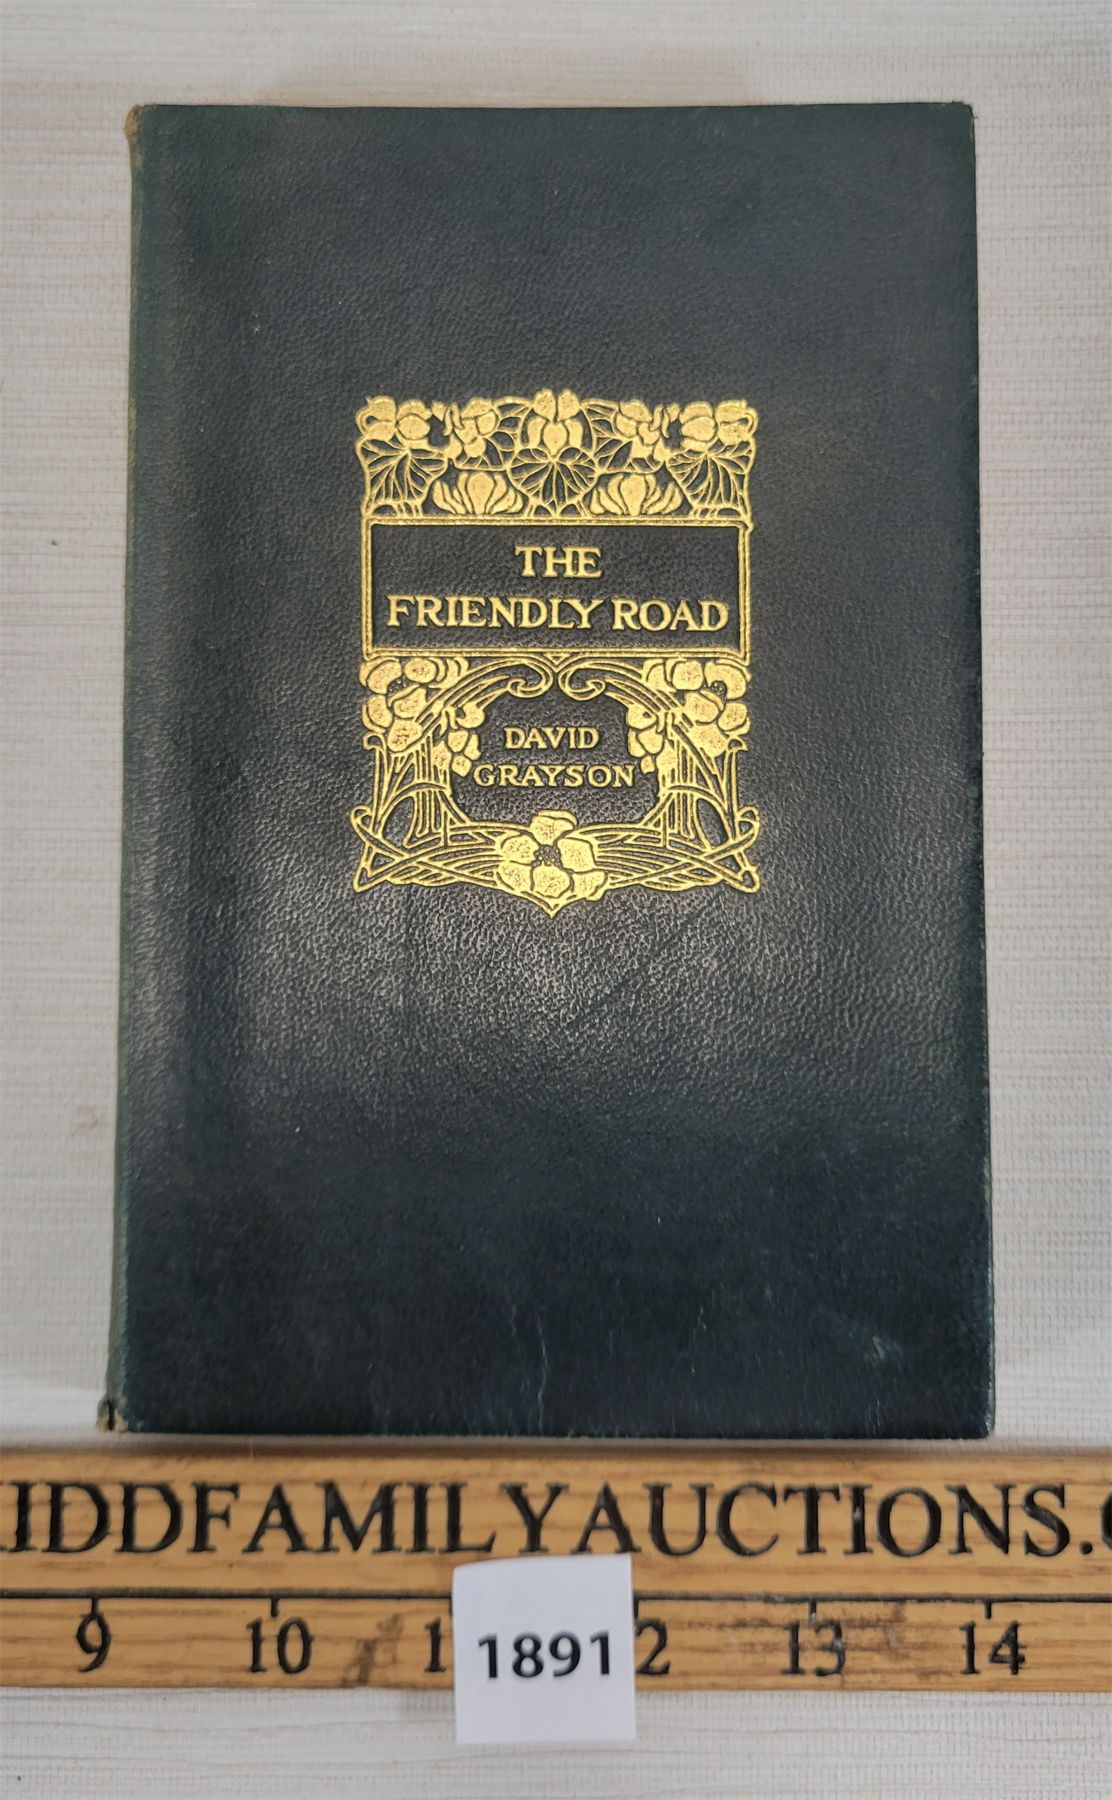 THE
FRIENDLY ROAD
DAVID
GRAYSON
IDDFAMILYAUCTIONS.
9 10 1 2 13 14
1891